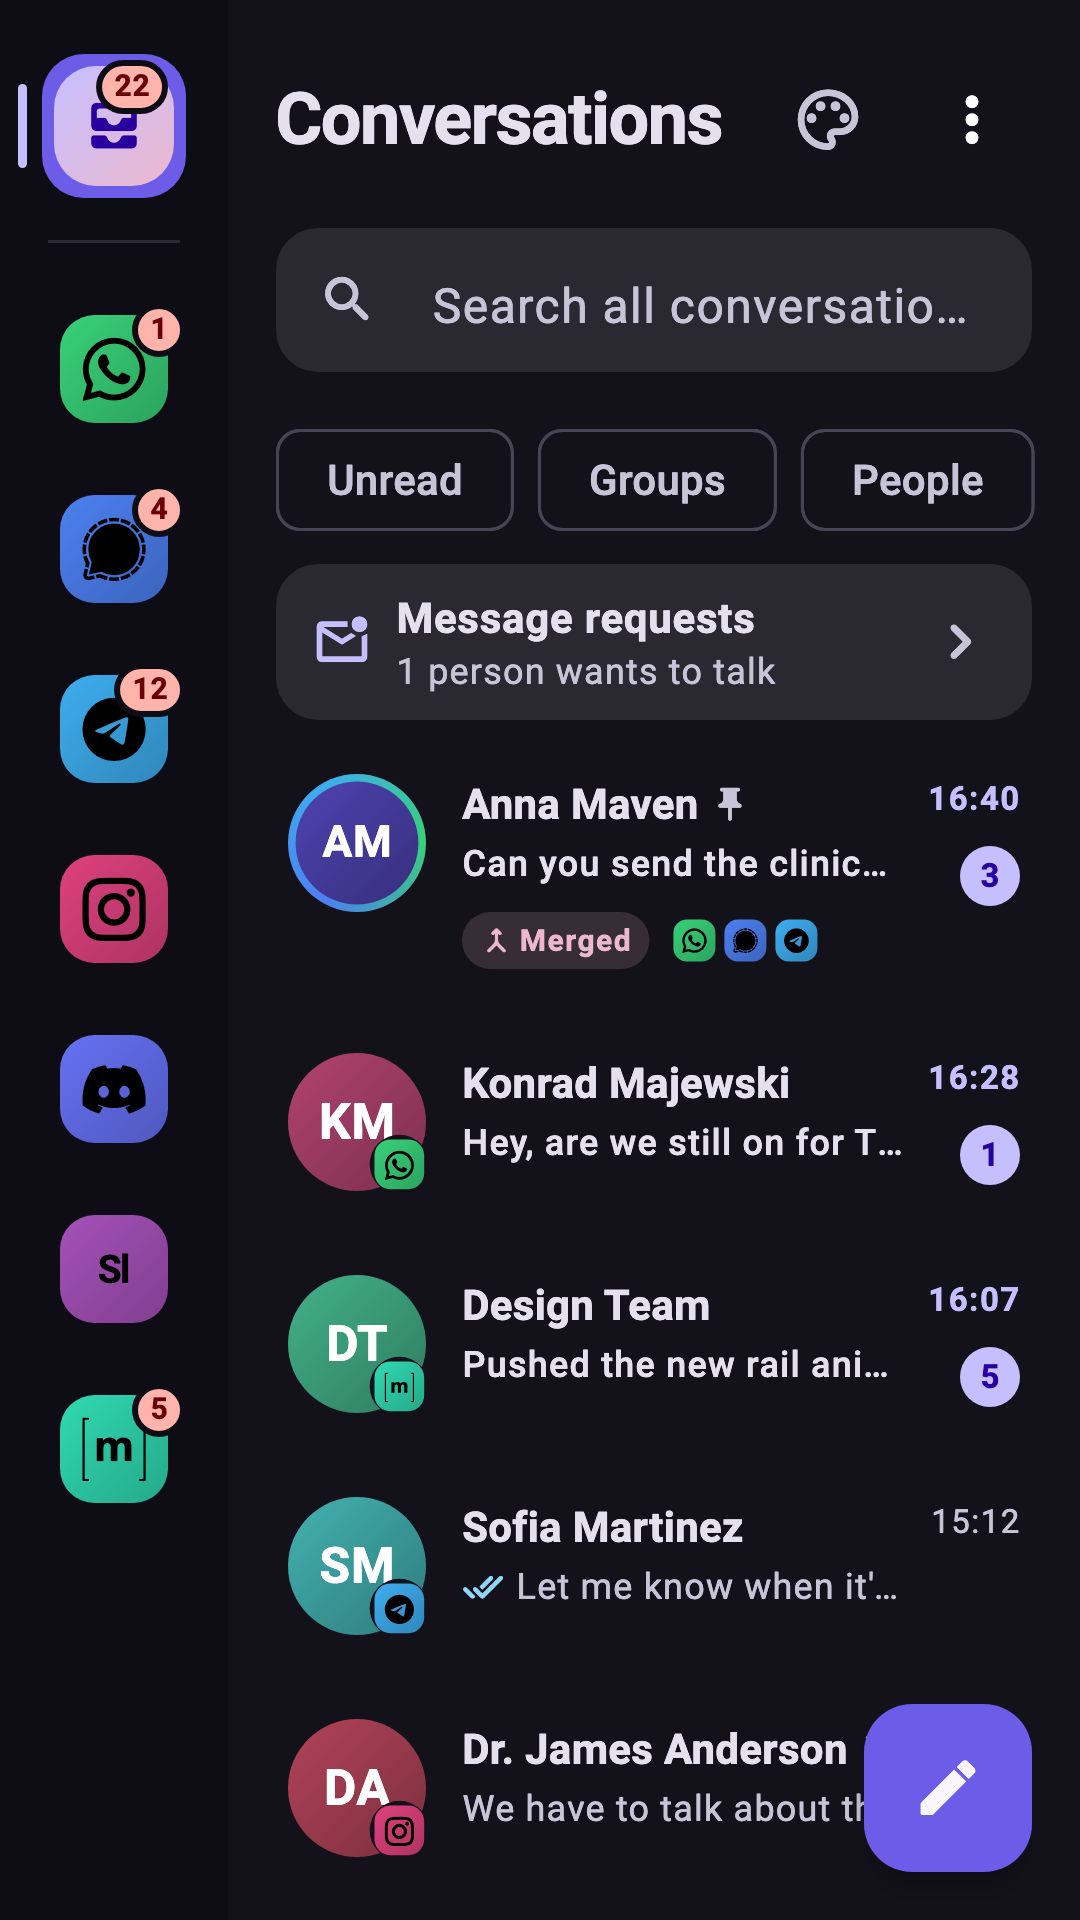 22
Conversations
Search all conversatio…
1
Unread
Groups
People
4
Message requests
1 person wants to talk
12
AM
Anna Maven
16:40
Can you send the clinic…
3
Merged
KM
Konrad Majewski
16:28
Hey, are we still on for T…
1
SI
DT
Design Team
16:07
Pushed the new rail ani…
5
[m]
5
[m]
SM
Sofia Martinez
15:12
Let me know when it'…
DA
Dr. James Anderson
We have to talk about th